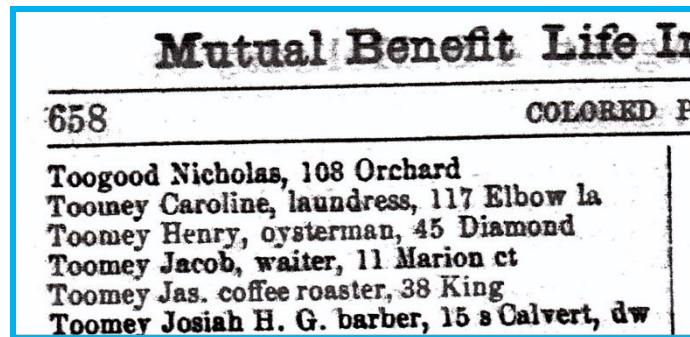 Mutual Benefit Life
658 COLORED
Toogood Nicholas, 108 Orchard
Toomey Caroline, laundress, 117 Elbow la
Toomey Henry, oysterman, 45 Diamond
Toomey Jacob, waiter, 11 Marion ct
Toomey Jas. coffee roaster, 38 King
Toomey Josiah H. G. barber, 15 s Calvert, dw